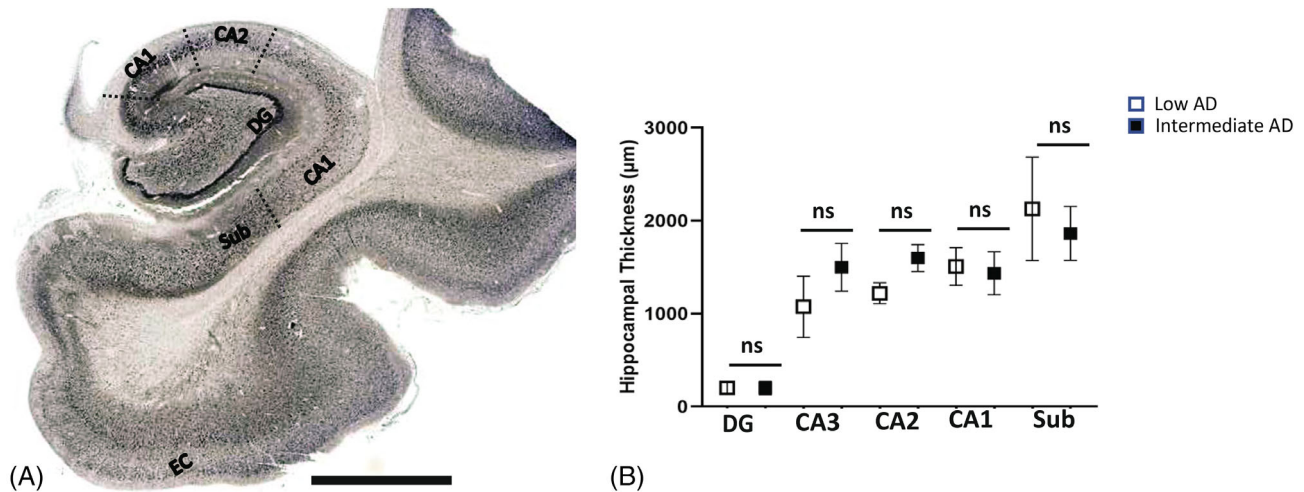 CA1
CA2
DG
CA1
Sub
EC
(A)
Low AD
Intermediate AD
Hippocampal Thickness (µm)
3000
2000
1000
0
ns
ns
ns
ns
ns
DG
CA3
CA2
CA1
Sub
(B)